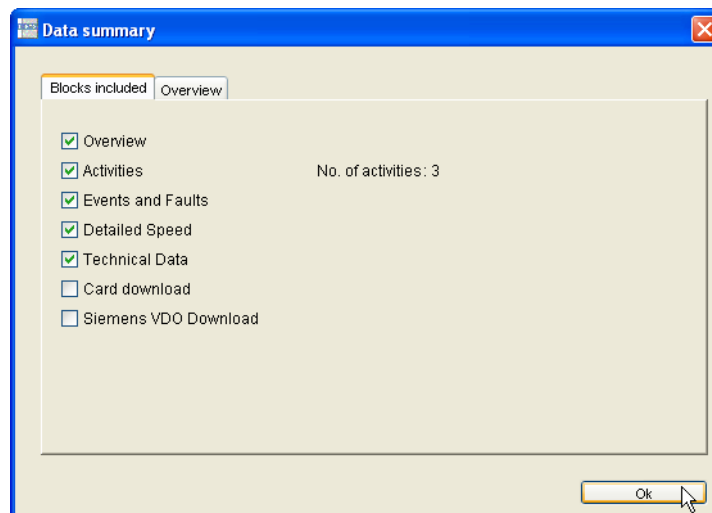 Data summary
Blocks included Overview
Overview
Activities No. of activities: 3
Events and Faults
Detailed Speed
Technical Data
Card download
Siemens VDO Download
Ok